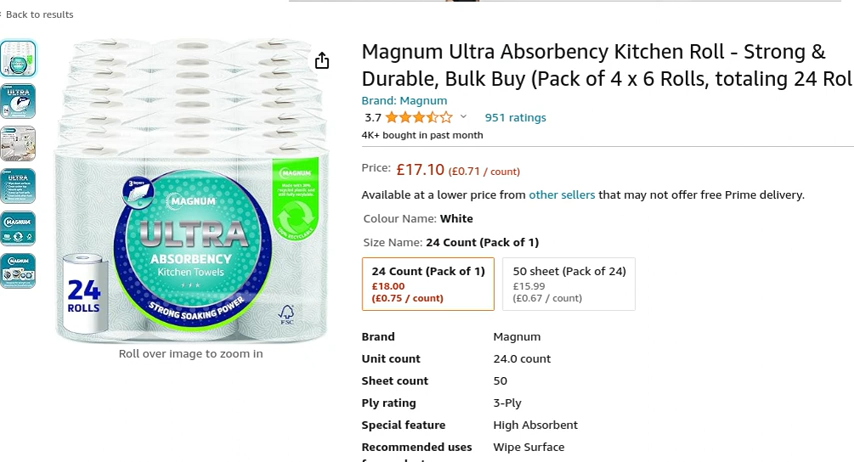 Back to results
Magnum Ultra Absorbency Kitchen Roll - Strong &
Durable, Bulk Buy (Pack of 4 x 6 Rolls, totaling 24 Rol
Brand: Magnum
3.7 951 ratings
4K+ bought in past month
Price: £17.10 (£0.71 / count)
Available at a lower price from other sellers that may not offer free Prime delivery.
Colour Name: White
Size Name: 24 Count (Pack of 1)
24 Count (Pack of 1)
£18.00
(£0.75 / count)
50 sheet (Pack of 24)
£15.99
(£0.67 / count)
Brand Magnum
Unit count 24.0 count
Sheet count 50
Ply rating 3-Ply
Special feature High Absorbent
Recommended uses Wipe Surface
MAGNUM
ULTRA
ABSORBENCY
Kitchen Towels
STRONG SOAKING POWER
24
ROLLS
MAGNUM
FSC
Roll over image to zoom in
ULTRA
ULTRA
MAGNUM